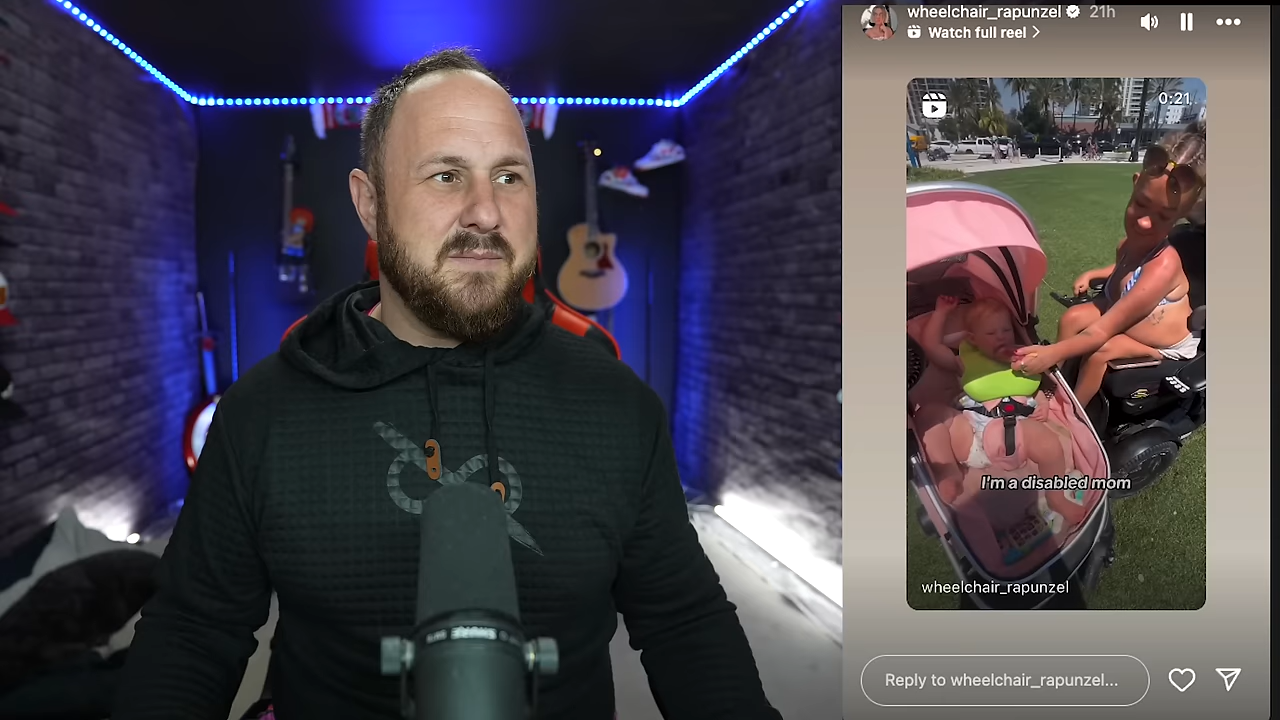 wheelchair_rapunzel 21h
Watch full reel
0:21
I'm a disabled mom
wheelchair_rapunzel
Reply to wheelchair_rapunzel...